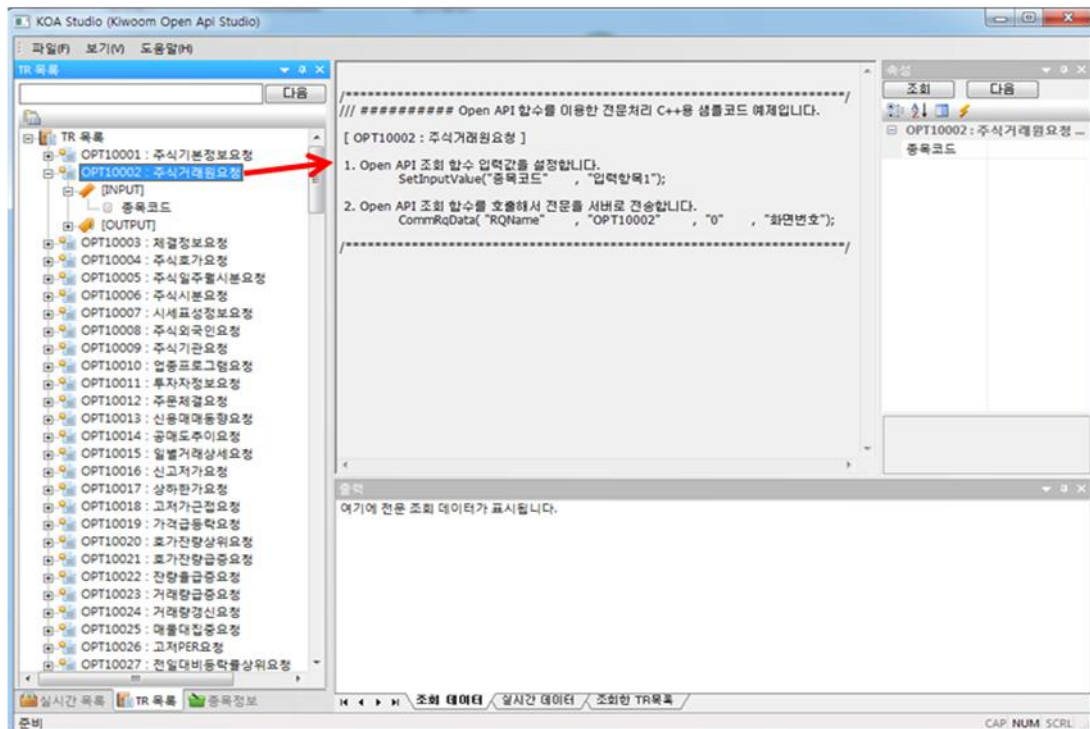 KOA Studio (Kiwoom Open Api Studio)
파일(F) 보기(V) 도움말(H)
TR 목록
다음
TR 목록
OPT10001 : 주식기본정보요청
OPT10002 : 주식거래원요청
[INPUT]
종목코드
[OUTPUT]
OPT10003 : 체결정보요청
OPT10004 : 주식호가요청
OPT10005 : 주식일주월시분요청
OPT10006 : 주식시분요청
OPT10007 : 시세표성정보요청
OPT10008 : 주식외국인요청
OPT10009 : 주식기관요청
OPT10010 : 업종프로그램요청
OPT10011 : 투자자정보요청
OPT10012 : 주문체결요청
OPT10013 : 신용매매동향요청
OPT10014 : 공매도추이요청
OPT10015 : 일별거래상세요청
OPT10016 : 신고저가요청
OPT10017 : 상하한가요청
OPT10018 : 고저가근접요청
OPT10019 : 가격급등락요청
OPT10020 : 호가잔량상위요청
OPT10021 : 호가잔량급증요청
OPT10022 : 잔량율급증요청
OPT10023 : 거래량급증요청
OPT10024 : 거래량갱신요청
OPT10025 : 매물대집중요청
OPT10026 : 고저PER요청
OPT10027 : 전일대비등락률상위요청
실시간 목록 TR 목록 종목정보
/***********************************************************************/
/// ########## Open API 함수를 이용한 전문처리 C++용 샘플코드 예제입니다.
[ OPT10002 : 주식거래원요청 ]
1. Open API 조회 함수 입력값을 설정합니다.
SetInputValue("종목코드" , "입력항목1");
2. Open API 조회 함수를 호출해서 전문을 서버로 전송합니다.
CommRqData( "RQName" , "OPT10002" , "0" , "화면번호");
/***********************************************************************/
속성
조회 다음
OPT10002 : 주식거래원요청 ...
종목코드
출력
여기에 전문 조회 데이터가 표시됩니다.
조회 데이터 실시간 데이터 조회한 TR목록
준비
CAP NUM SCRL